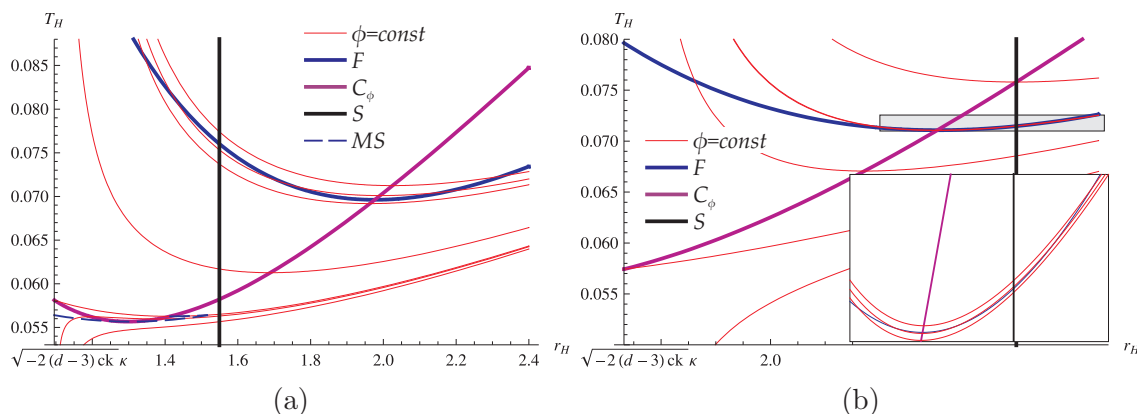 T_H
0.085
0.080
0.075
0.070
0.065
0.060
0.055
ϕ=const
F
C_ϕ
S
MS
√-2 (d-3) ck κ
1.4
1.6
1.8
2.0
2.2
2.4
r_H
(a)
T_H
0.080
0.075
0.070
0.065
0.060
0.055
ϕ=const
F
C_ϕ
S
√-2 (d-3) ck κ
2.0
r_H
(b)